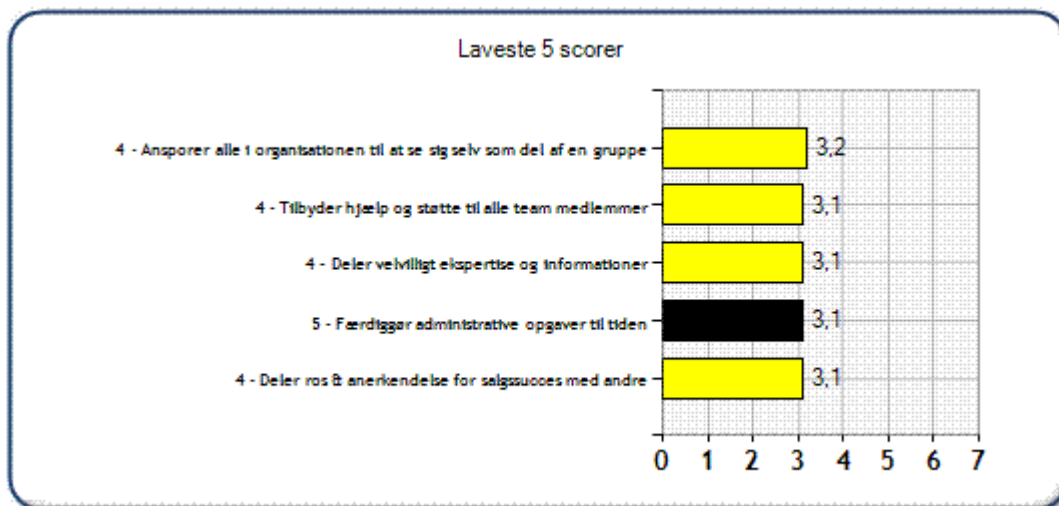 Laveste 5 scorer
4 - Ansporer alle i organisationen til at se sig selv som del af en gruppe
3,2
4 - Tilbyder hjælp og støtte til alle team medlemmer
3,1
4 - Deler velvilligt ekspertise og informationer
3,1
5 - Færdiggør administrative opgaver til tiden
3,1
4 - Deler ros & anerkendelse for salgssucces med andre
3,1
0 1 2 3 4 5 6 7